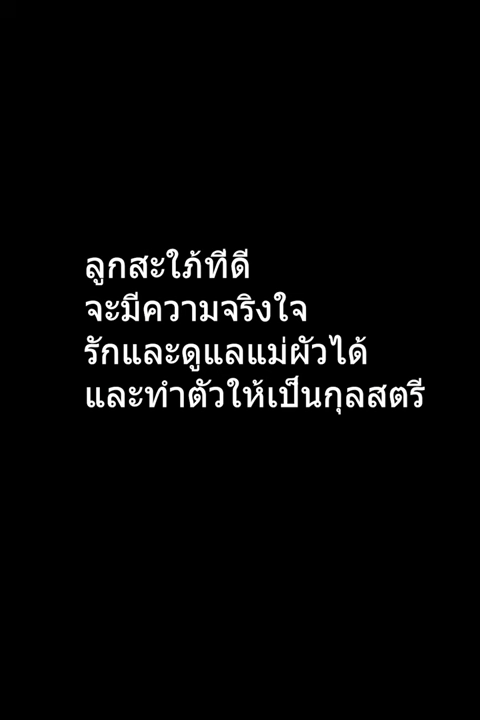 ลูกสะใภ้ทีดี
จะมีความจริงใจ
รักและดูแลแม่ผัวได้
และทำตัวให้เป็นกุลสตรี